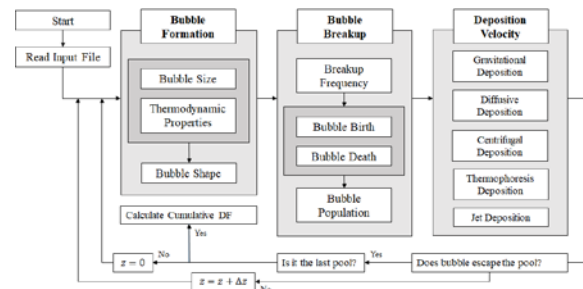 Start
Read Input File
Bubble
Formation
Bubble Size
Thermodynamic
Properties
Bubble Shape
Bubble
Breakup
Breakup
Frequency
Bubble Birth
Bubble Death
Bubble
Population
Deposition
Velocity
Gravitational
Deposition
Diffusive
Deposition
Centrifugal
Deposition
Thermophoresis
Deposition
Jet Deposition
Calculate Cumulative DF
Yes
z = 0
No
Is it the last pool?
Yes
Does bubble escape the pool?
z = z + Δz
No